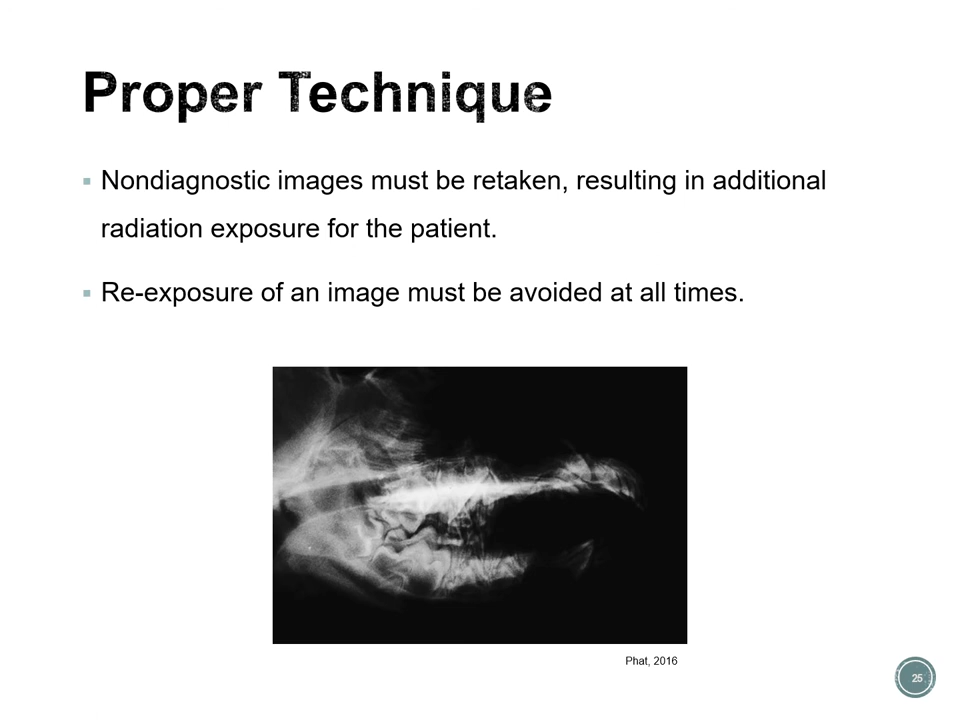 Proper Technique
▪ Nondiagnostic images must be retaken, resulting in additional
radiation exposure for the patient.
▪ Re-exposure of an image must be avoided at all times.
Phat, 2016
25